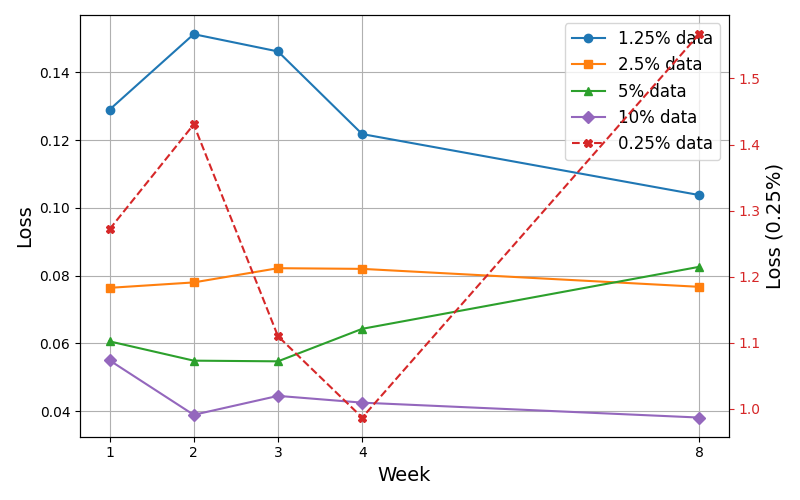 1.25% data
2.5% data
5% data
10% data
0.25% data
Loss
0.14
0.12
0.10
0.08
0.06
0.04
1.5
1.4
1.3
1.2
1.1
1.0
Loss (0.25%)
1 2 3 4 8
Week